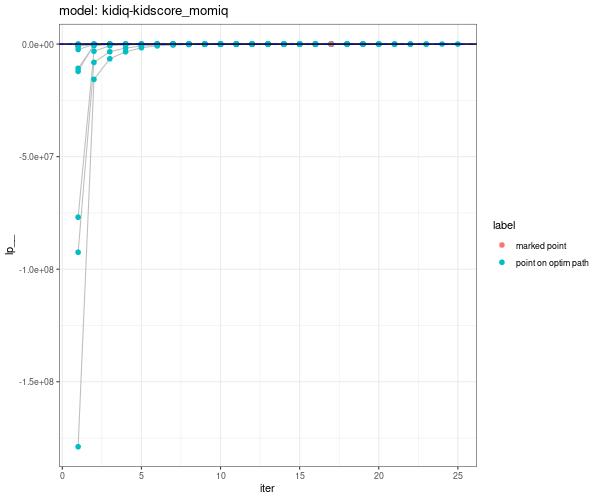 model: kidiq-kidscore_momiq
0.0e+00
-5.0e+07
-1.0e+08
-1.5e+08
lp__
0 5 10 15 20 25
iter
label
marked point
point on optim path